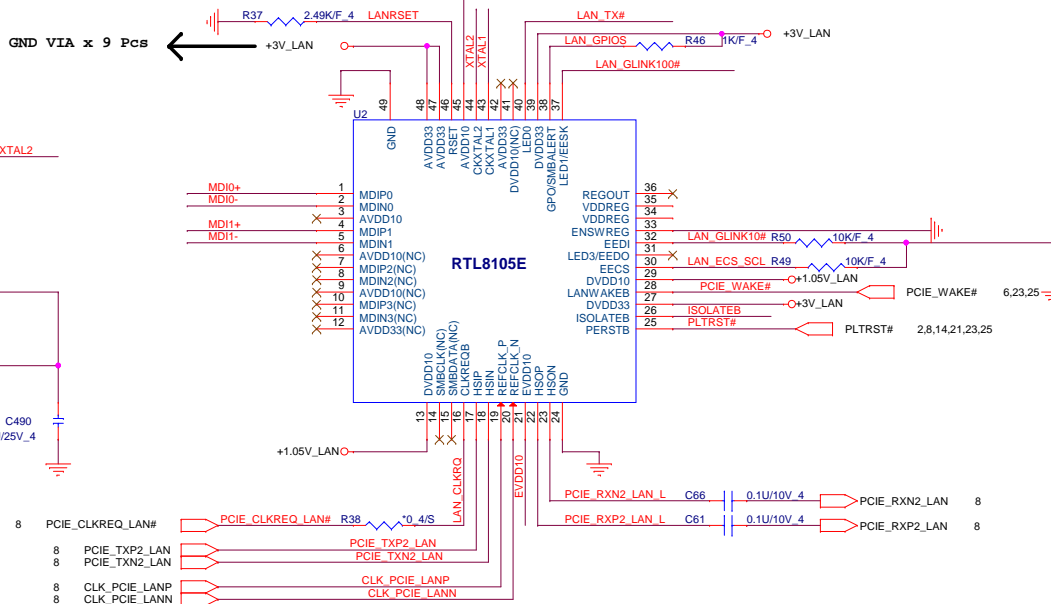 R37 2.49K/F_4 LANRSET
LAN_TX#
GND VIA x 9 Pcs
+3V_LAN
XTAL2
XTAL1
LAN_GPIOS R46 1K/F_4 +3V_LAN
LAN_GLINK100#
49 48 47 46 45 44 43 42 41 40 39 38 37
U2
GND
AVDD33
AVDD33
RSET
AVDD10
CKXTAL2
CKXTAL1
AVDD33
DVDD10(NC)
LED0
DVDD33
GPO/SMBALERT
LED1/EESK
XTAL2
MDI0+ 1 MDIP0
MDI0- 2 MDIN0
3 AVDD10
MDI1+ 4 MDIP1
MDI1- 5 MDIN1
6 AVDD10(NC)
7 MDIP2(NC)
8 MDIN2(NC)
9 AVDD10(NC)
10 MDIP3(NC)
11 MDIN3(NC)
12 AVDD33(NC)
RTL8105E
REGOUT 36
VDDREG 35
VDDREG 34
ENSWREG 33
EEDI 32 LAN_GLINK10# R50 10K/F_4
LED3/EEDO 31
EECS 30 LAN_ECS_SCL R49 10K/F_4
DVDD10 29 +1.05V_LAN
LANWAKEB 28 PCIE_WAKE# PCIE_WAKE# 6,23,25
DVDD33 27 +3V_LAN
ISOLATEB 26 ISOLATEB
PERSTB 25 PLTRST# PLTRST# 2,8,14,21,23,25
DVDD10
SMBCLK(NC)
SMBDATA(NC)
CLKREQB
HSIP
HSIN
REFCLK_P
REFCLK_N
EVDD10
HSOP
HSON
GND
13 14 15 16 17 18 19 20 21 22 23 24
C490
/25V_4
+1.05V_LAN
LAN_CLKRQ
EVDD10
PCIE_RXN2_LAN_L C66 0.1U/10V_4 PCIE_RXN2_LAN 8
PCIE_RXP2_LAN_L C61 0.1U/10V_4 PCIE_RXP2_LAN 8
8 PCIE_CLKREQ_LAN# PCIE_CLKREQ_LAN# R38 *0_4/S
8 PCIE_TXP2_LAN PCIE_TXP2_LAN
8 PCIE_TXN2_LAN PCIE_TXN2_LAN
8 CLK_PCIE_LANP CLK_PCIE_LANP
8 CLK_PCIE_LANN CLK_PCIE_LANN